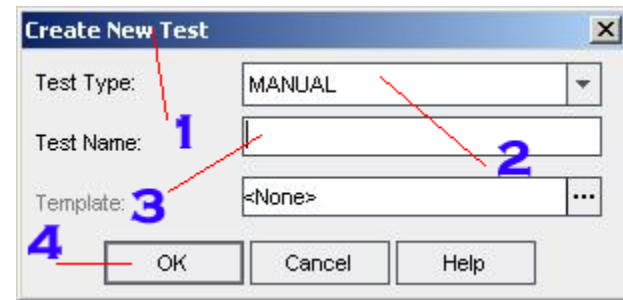 Create New Test
Test Type: MANUAL
1
Test Name:
2
Template: <None> ...
3
4
OK Cancel Help